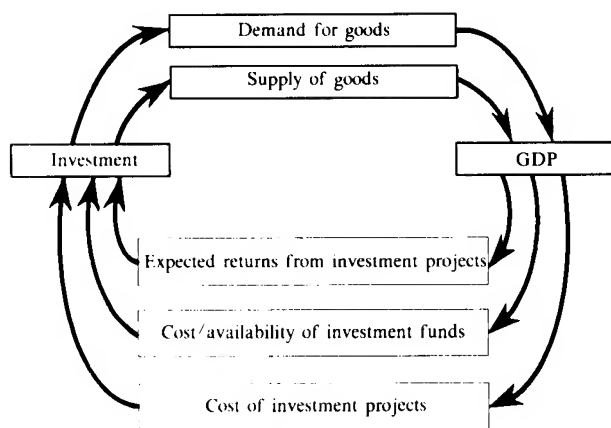 Demand for goods
Supply of goods
Investment
GDP
Expected returns from investment projects
Cost/availability of investment funds
Cost of investment projects